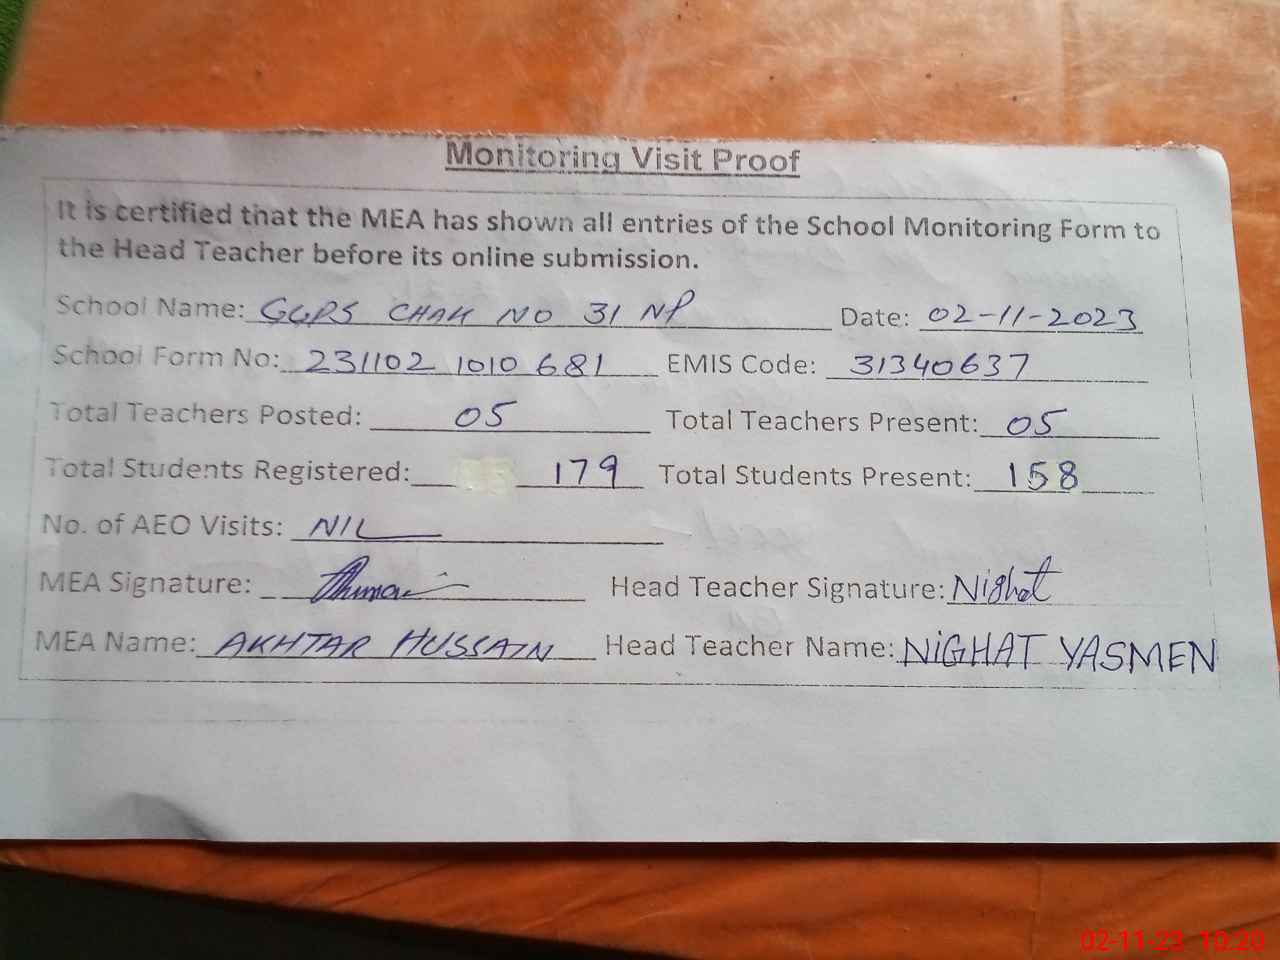 Monitoring Visit Proof
It is certified that the MEA has shown all entries of the School Monitoring Form to
the Head Teacher before its online submission.
School Name: GGPS CHAK NO 31 NP Date: 02-11-2023
School Form No: 231102 1010 681 EMIS Code: 31340637
Total Teachers Posted: 05 Total Teachers Present: 05
Total Students Registered: 179 Total Students Present: 158
No. of AEO Visits: NIL
MEA Signature: Head Teacher Signature: Nighat
MEA Name: AKHTAR HUSSAIN Head Teacher Name: NIGHAT YASMEN
02-11-23 10:20